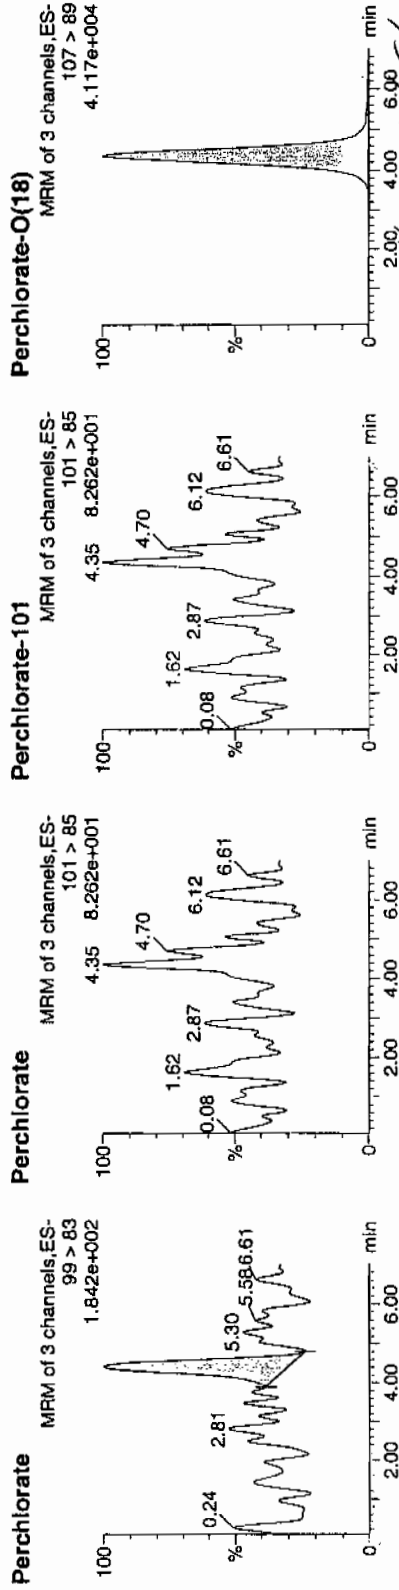 Perchlorate
MRM of 3 channels,ES-
99 > 83
1.842e+002
100
%
0
0.24
2.81
5.30
5.58
6.61
2.00
4.00
6.00
min
Perchlorate
MRM of 3 channels,ES-
101 > 85
8.262e+001
100
%
0
0.08
1.62
2.87
4.35
4.70
6.12
6.61
2.00
4.00
6.00
min
Perchlorate-101
MRM of 3 channels,ES-
101 > 85
8.262e+001
100
%
0
0.08
1.62
2.87
4.35
4.70
6.12
6.61
2.00
4.00
6.00
min
Perchlorate-O(18)
MRM of 3 channels,ES-
107 > 89
4.117e+004
100
%
0
2.00
4.00
6.00
min